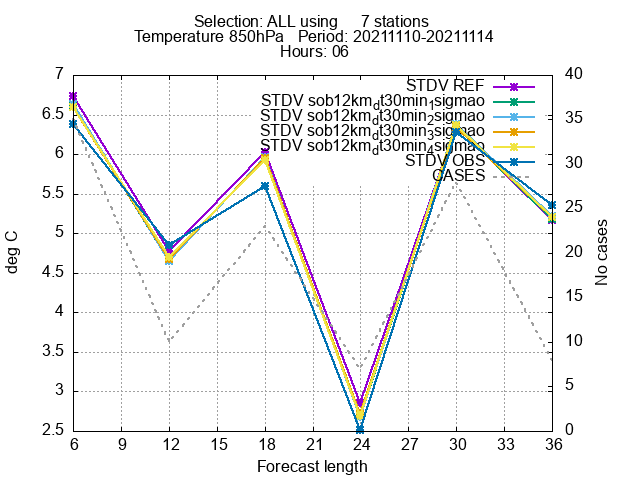 Selection: ALL using 7 stations
Temperature 850hPa Period: 20211110-20211114
Hours: 06
7
6.5
6
5.5
5
4.5
4
3.5
3
2.5
deg C
40
35
30
25
20
15
10
5
0
No cases
STDV REF
STDV sob12km_dt30min_1sigmao
STDV sob12km_dt30min_2sigmao
STDV sob12km_dt30min_3sigmao
STDV sob12km_dt30min_4sigmao
STDV OBS
CASES
6 9 12 15 18 21 24 27 30 33 36
Forecast length